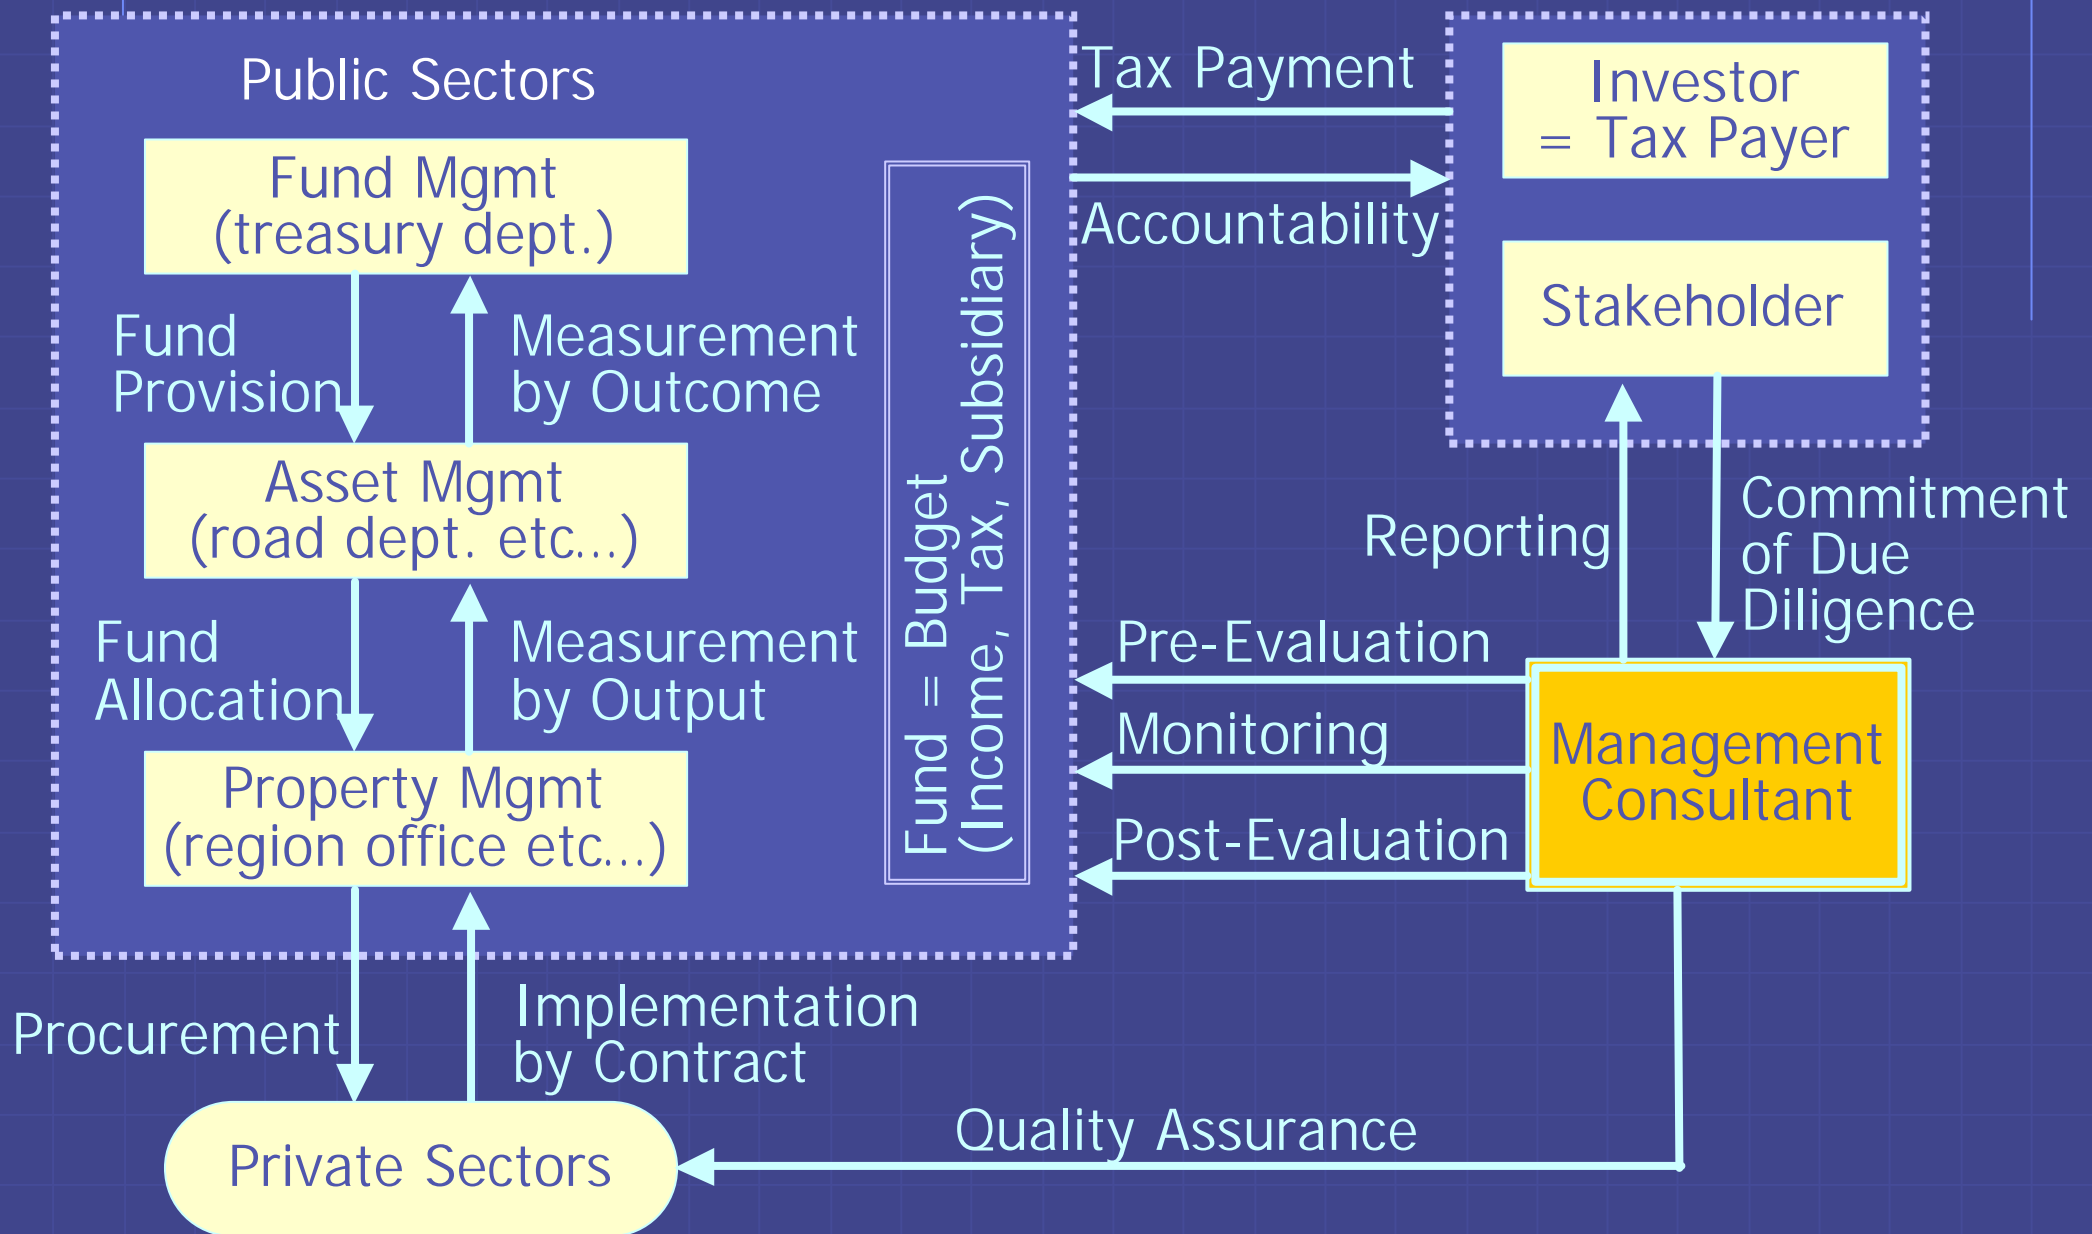 Public Sectors
Fund Mgmt
(treasury dept.)
Fund
Provision
Measurement
by Outcome
Asset Mgmt
(road dept. etc...)
Fund
Allocation
Measurement
by Output
Property Mgmt
(region office etc...)
Fund = Budget
(Income, Tax, Subsidiary)
Procurement
Implementation
by Contract
Private Sectors
Tax Payment
Accountability
Investor
= Tax Payer
Stakeholder
Reporting
Commitment
of Due
Diligence
Pre-Evaluation
Monitoring
Post-Evaluation
Management
Consultant
Quality Assurance